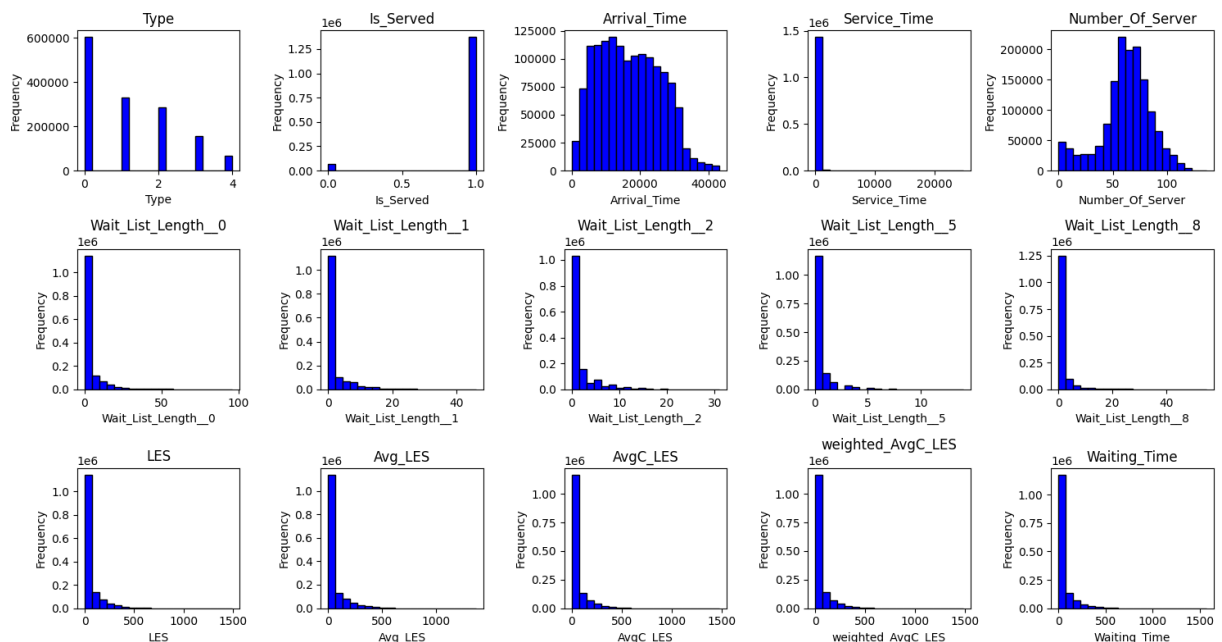 Type
Frequency
600000
400000
200000
0
0
2
4
Type
Is_Served
1e6
Frequency
1.25
1.00
0.75
0.50
0.25
0.00
0.0
0.5
1.0
Is_Served
Arrival_Time
Frequency
125000
100000
75000
50000
25000
0
0
20000
40000
Arrival_Time
Service_Time
1e6
Frequency
1.5
1.0
0.5
0.0
0
10000
20000
Service_Time
Number_Of_Server
Frequency
200000
150000
100000
50000
0
0
50
100
Number_Of_Server
Wait_List_Length__0
1e6
Frequency
1.0
0.8
0.6
0.4
0.2
0.0
0
50
100
Wait_List_Length__0
Wait_List_Length__1
1e6
Frequency
1.0
0.8
0.6
0.4
0.2
0.0
0
20
40
Wait_List_Length__1
Wait_List_Length__2
1e6
Frequency
1.0
0.8
0.6
0.4
0.2
0.0
0
10
20
30
Wait_List_Length__2
Wait_List_Length__5
1e6
Frequency
1.00
0.75
0.50
0.25
0.00
0
5
10
Wait_List_Length__5
Wait_List_Length__8
1e6
Frequency
1.25
1.00
0.75
0.50
0.25
0.00
0
20
40
Wait_List_Length__8
LES
1e6
Frequency
1.0
0.8
0.6
0.4
0.2
0.0
0
500
1000
1500
LES
Avg_LES
1e6
Frequency
1.0
0.8
0.6
0.4
0.2
0.0
0
500
1000
Avg_LES
AvgC_LES
1e6
Frequency
1.00
0.75
0.50
0.25
0.00
0
500
1000
1500
AvgC_LES
weighted_AvgC_LES
1e6
Frequency
1.00
0.75
0.50
0.25
0.00
0
500
1000
1500
weighted_AvgC_LES
Waiting_Time
1e6
Frequency
1.00
0.75
0.50
0.25
0.00
0
500
1000
1500
Waiting_Time